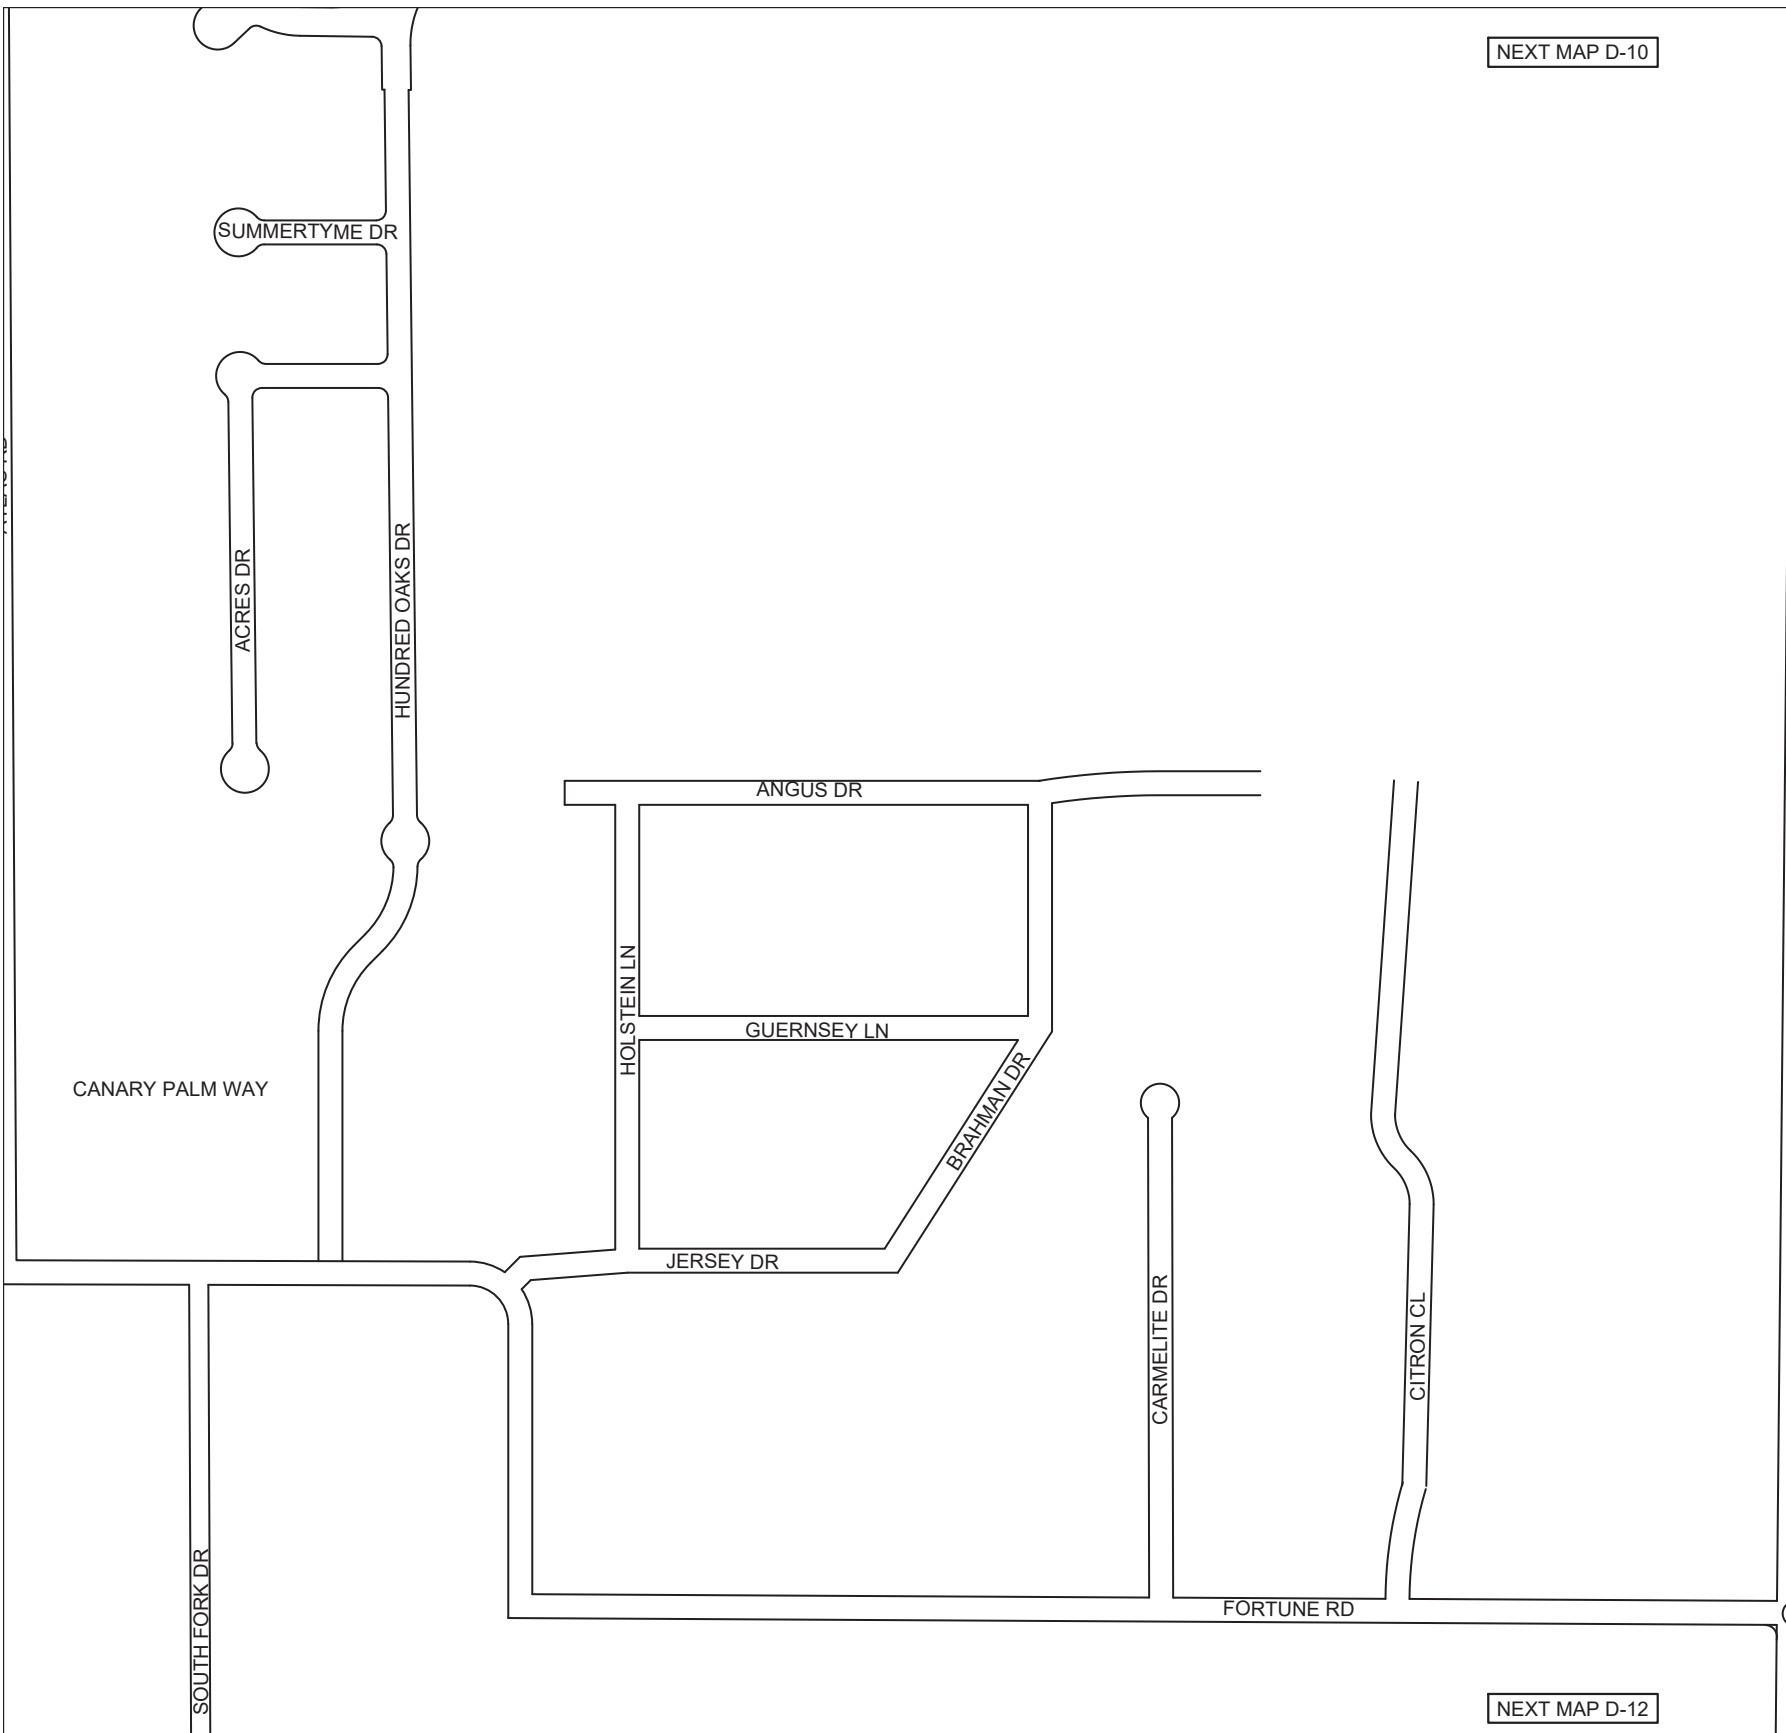 NEXT MAP D-10
SUMMERTYME DR
ACRES DR
HUNDRED OAKS DR
ANGUS DR
HOLSTEIN LN
GUERNSEY LN
BRAHMAN DR
CANARY PALM WAY
JERSEY DR
CARMELITE DR
CITRON CL
SOUTH FORK DR
FORTUNE RD
NEXT MAP D-12